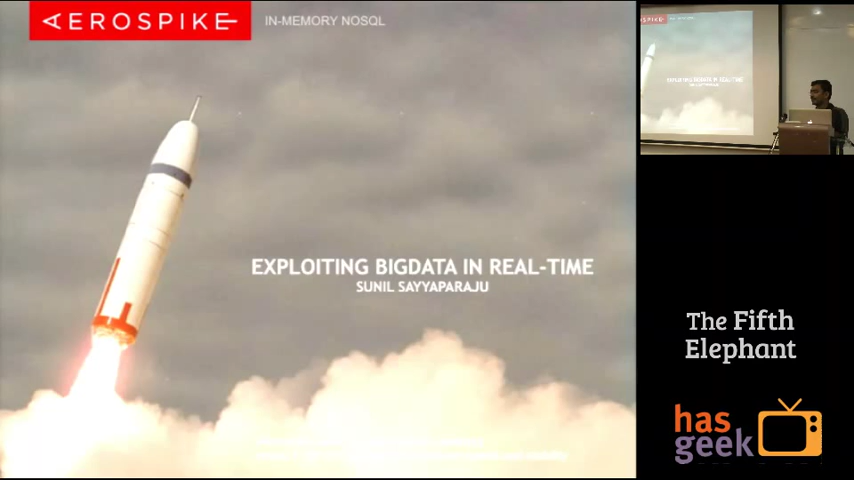 AEROSPIKE
IN-MEMORY NOSQL
EXPLOITING BIGDATA IN REAL-TIME
SUNIL SAYYAPARAJU
The Fifth
Elephant
has
geek